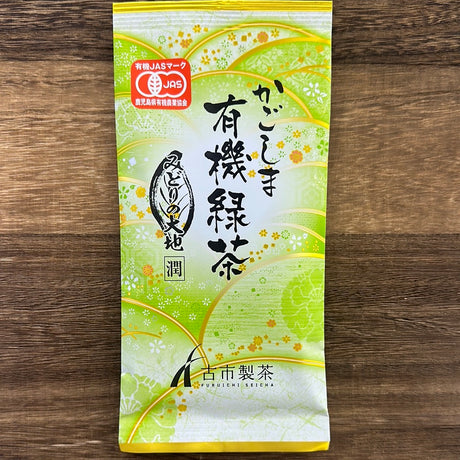 有機JASマーク
JAS
鹿児島県有機農業協会
かごしま
有機緑茶
みどりの大地
潤
古市製茶
FURUICHI SEICHA